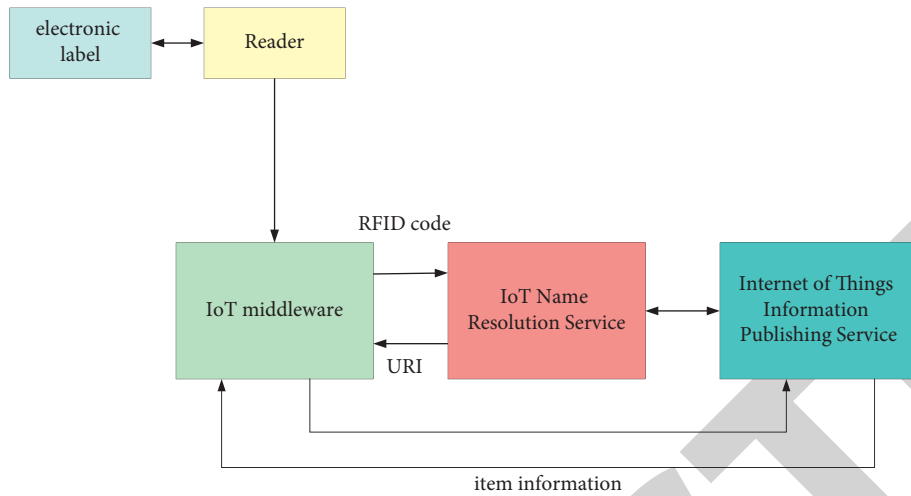 electronic
label
Reader
RFID code
IoT middleware
IoT Name
Resolution Service
Internet of Things
Information
Publishing Service
URI
item information